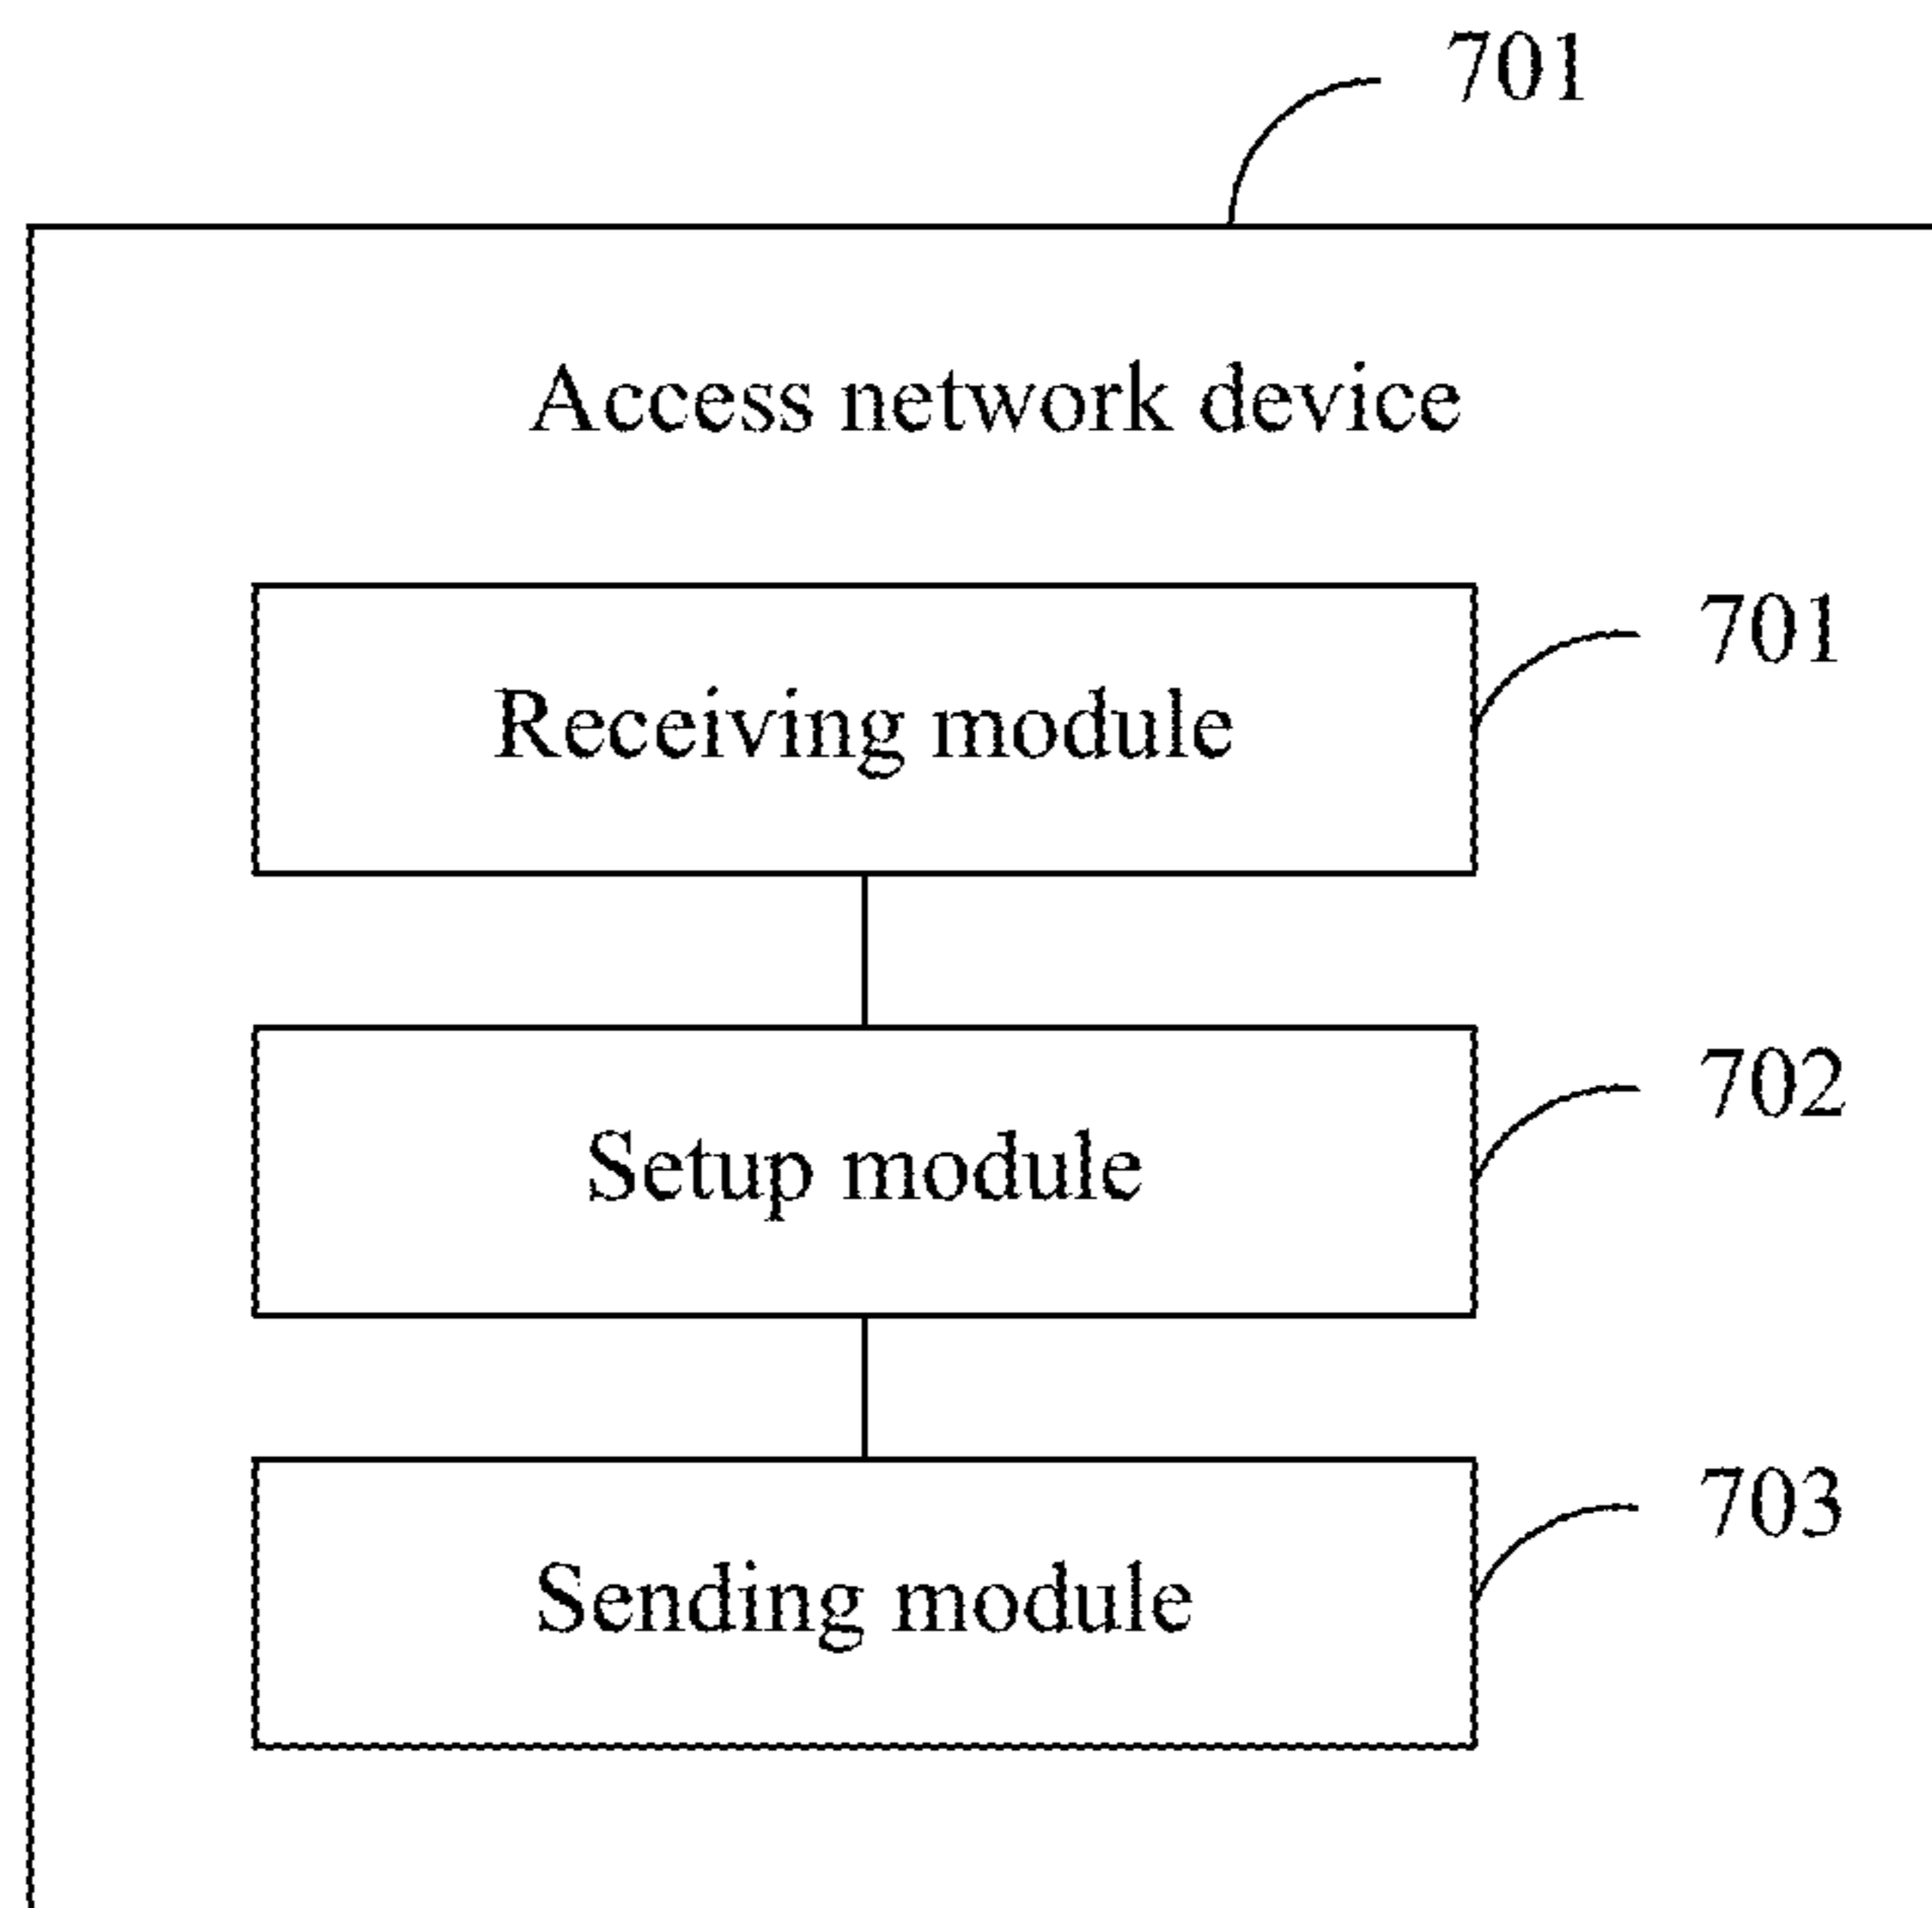 701
Access network device
701
Receiving module
702
Setup module
703
Sending module